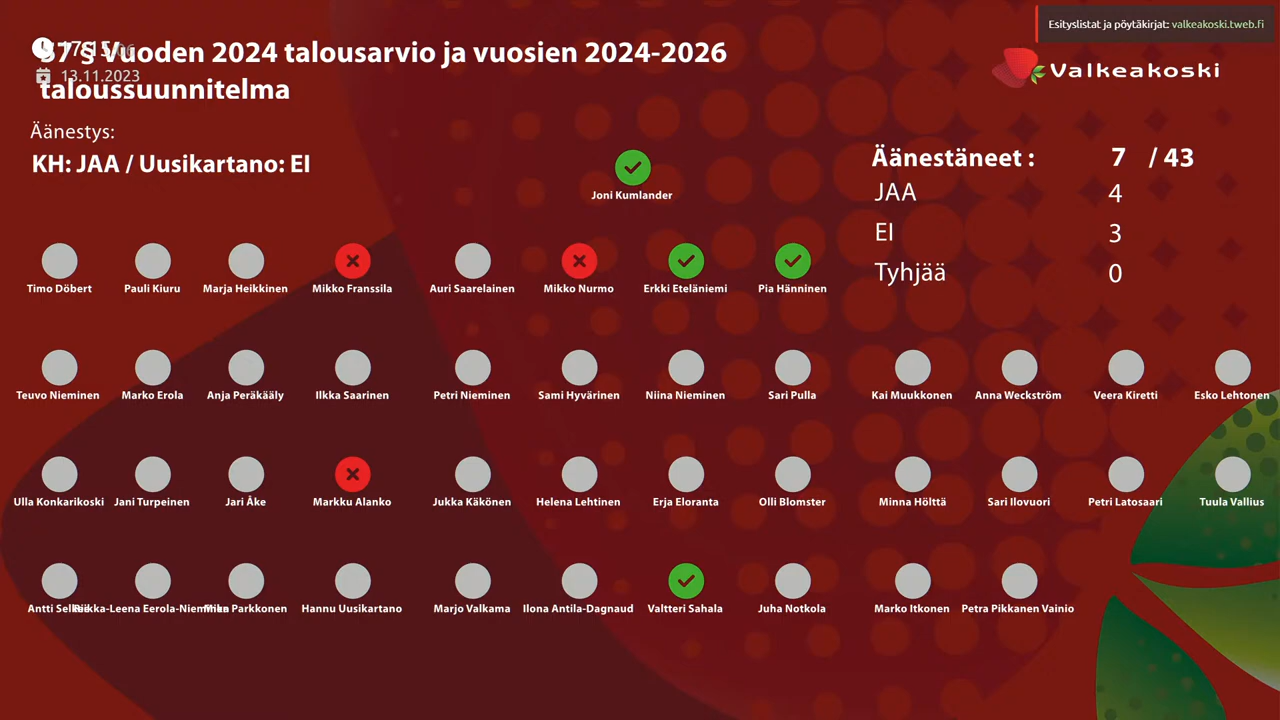 Esityslistat ja pöytäkirjat: valkeakoski.tweb.fi
§ Vuoden 2024 talousarvio ja vuosien 2024-2026
13.11.2023
taloussuunnitelma
Valkeakoski
Äänestys:
KH: JAA / Uusikartano: EI
Äänestäneet : 7 / 43
JAA 4
EI 3
Tyhjää 0
Joni Kumlander
Timo Döbert Pauli Kiuru Marja Heikkinen Mikko Franssila Auri Saarelainen Mikko Nurmo Erkki Eteläniemi Pia Hänninen
Teuvo Nieminen Marko Erola Anja Peräkääly Ilkka Saarinen Petri Nieminen Sami Hyvärinen Niina Nieminen Sari Pulla Kai Muukkonen Anna Weckström Veera Kiretti Esko Lehtonen
Ulla Konkarikoski Jani Turpeinen Jari Åke Markku Alanko Jukka Käkönen Helena Lehtinen Erja Eloranta Olli Blomster Minna Hölttä Sari Ilovuori Petri Latosaari Tuula Vallius
Antti Parkkonen Hannu Uusikartano Marjo Valkama Ilona Antila-Dagnaud Valtteri Sahala Juha Notkola Marko Itkonen Petra Pikkanen Vainio